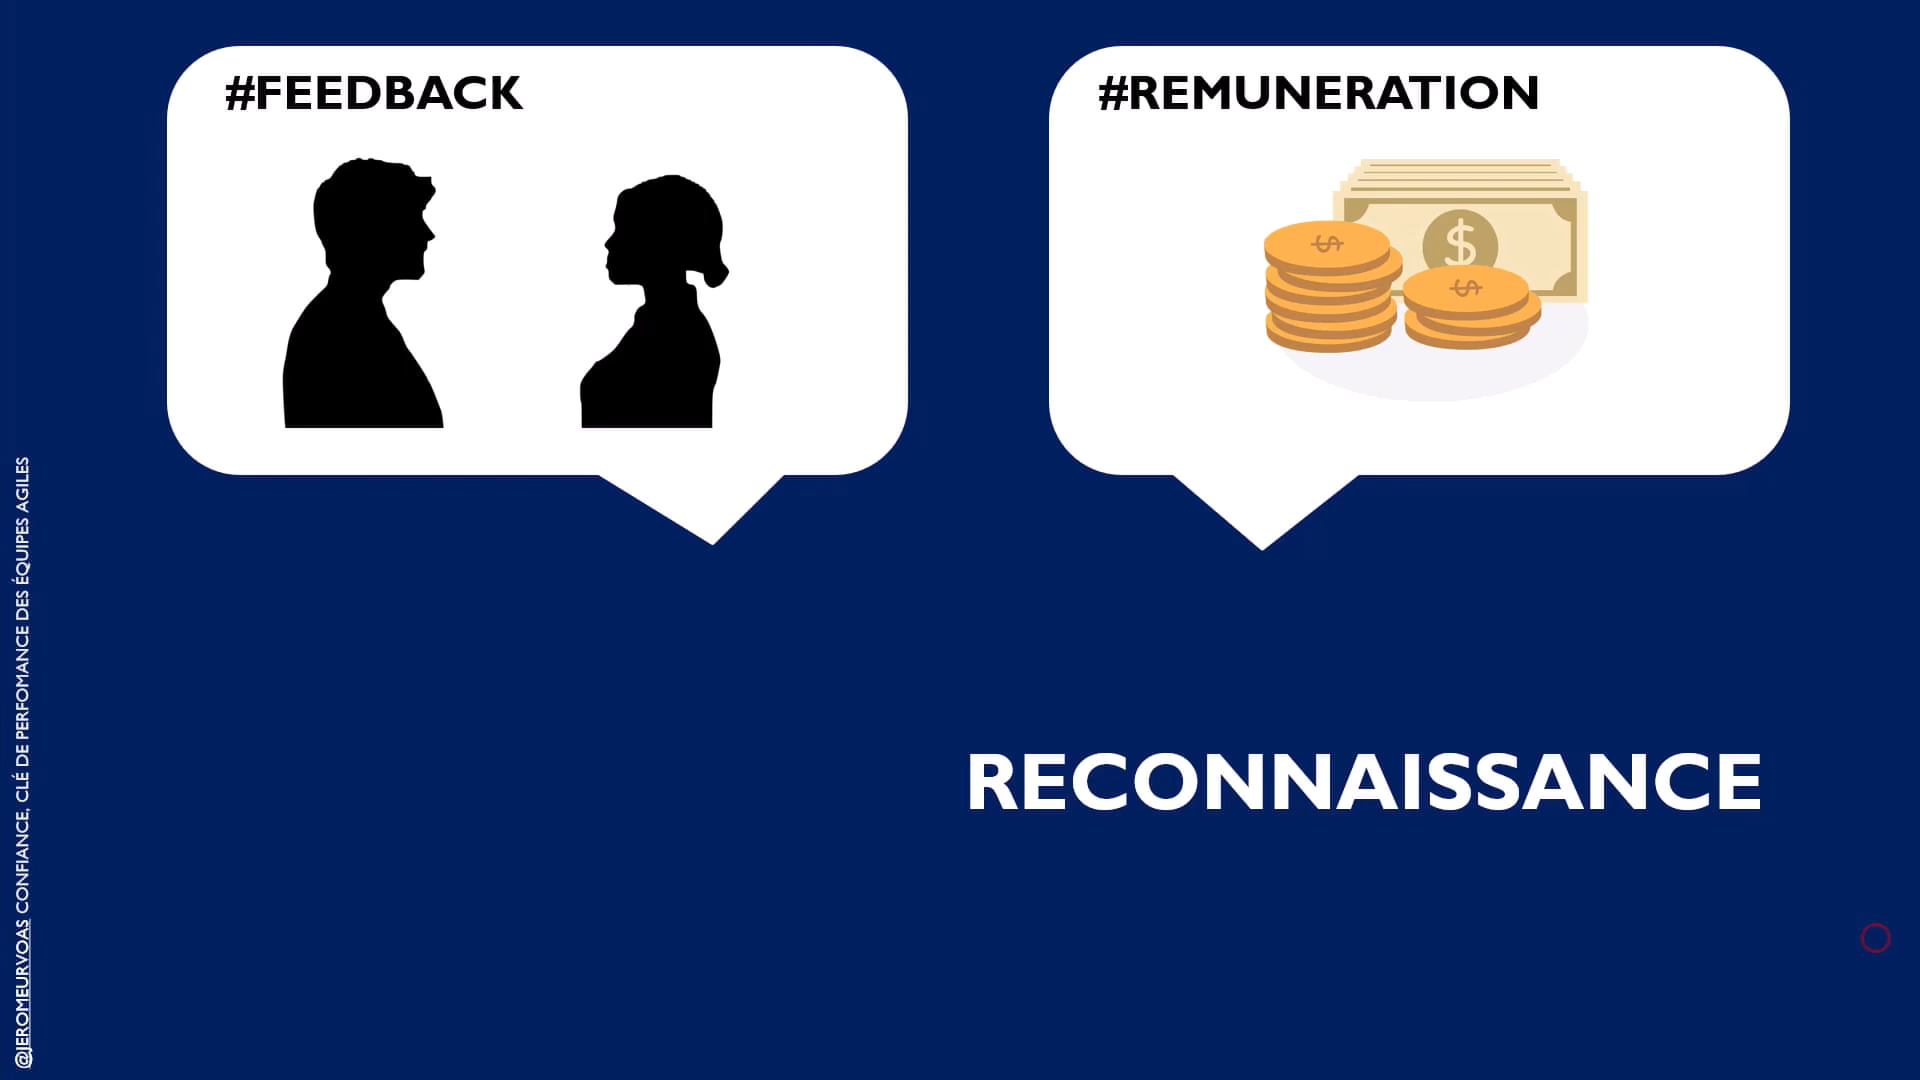 #FEEDBACK
#REMUNERATION
$
$
$
RECONNAISSANCE
@JEROMEURVOAS CONFIANCE, CLÉ DE PERFOMANCE DES ÉQUIPES AGILES